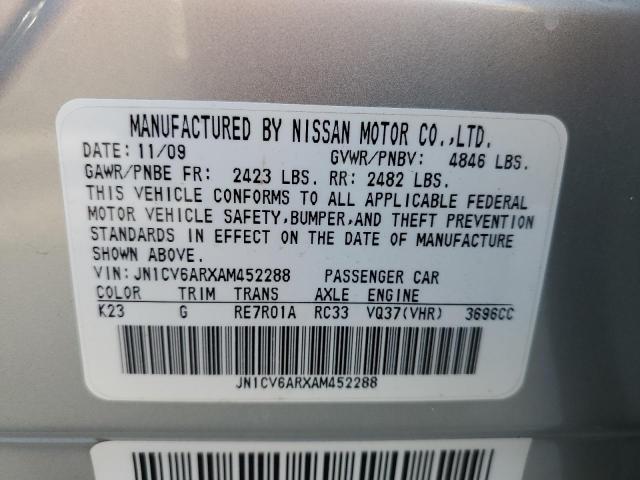 MANUFACTURED BY NISSAN MOTOR CO.,LTD.
DATE: 11/09 GVWR/PNBV: 4846 LBS.
GAWR/PNBE FR: 2423 LBS. RR: 2482 LBS.
THIS VEHICLE CONFORMS TO ALL APPLICABLE FEDERAL
MOTOR VEHICLE SAFETY,BUMPER,AND THEFT PREVENTION
STANDARDS IN EFFECT ON THE DATE OF MANUFACTURE
SHOWN ABOVE.
VIN:JN1CV6ARXAM452288 PASSENGER CAR
COLOR TRIM TRANS AXLE ENGINE
K23 G RE7R01A RC33 VQ37(VHR) 3696CC
JN1CV6ARXAM452288